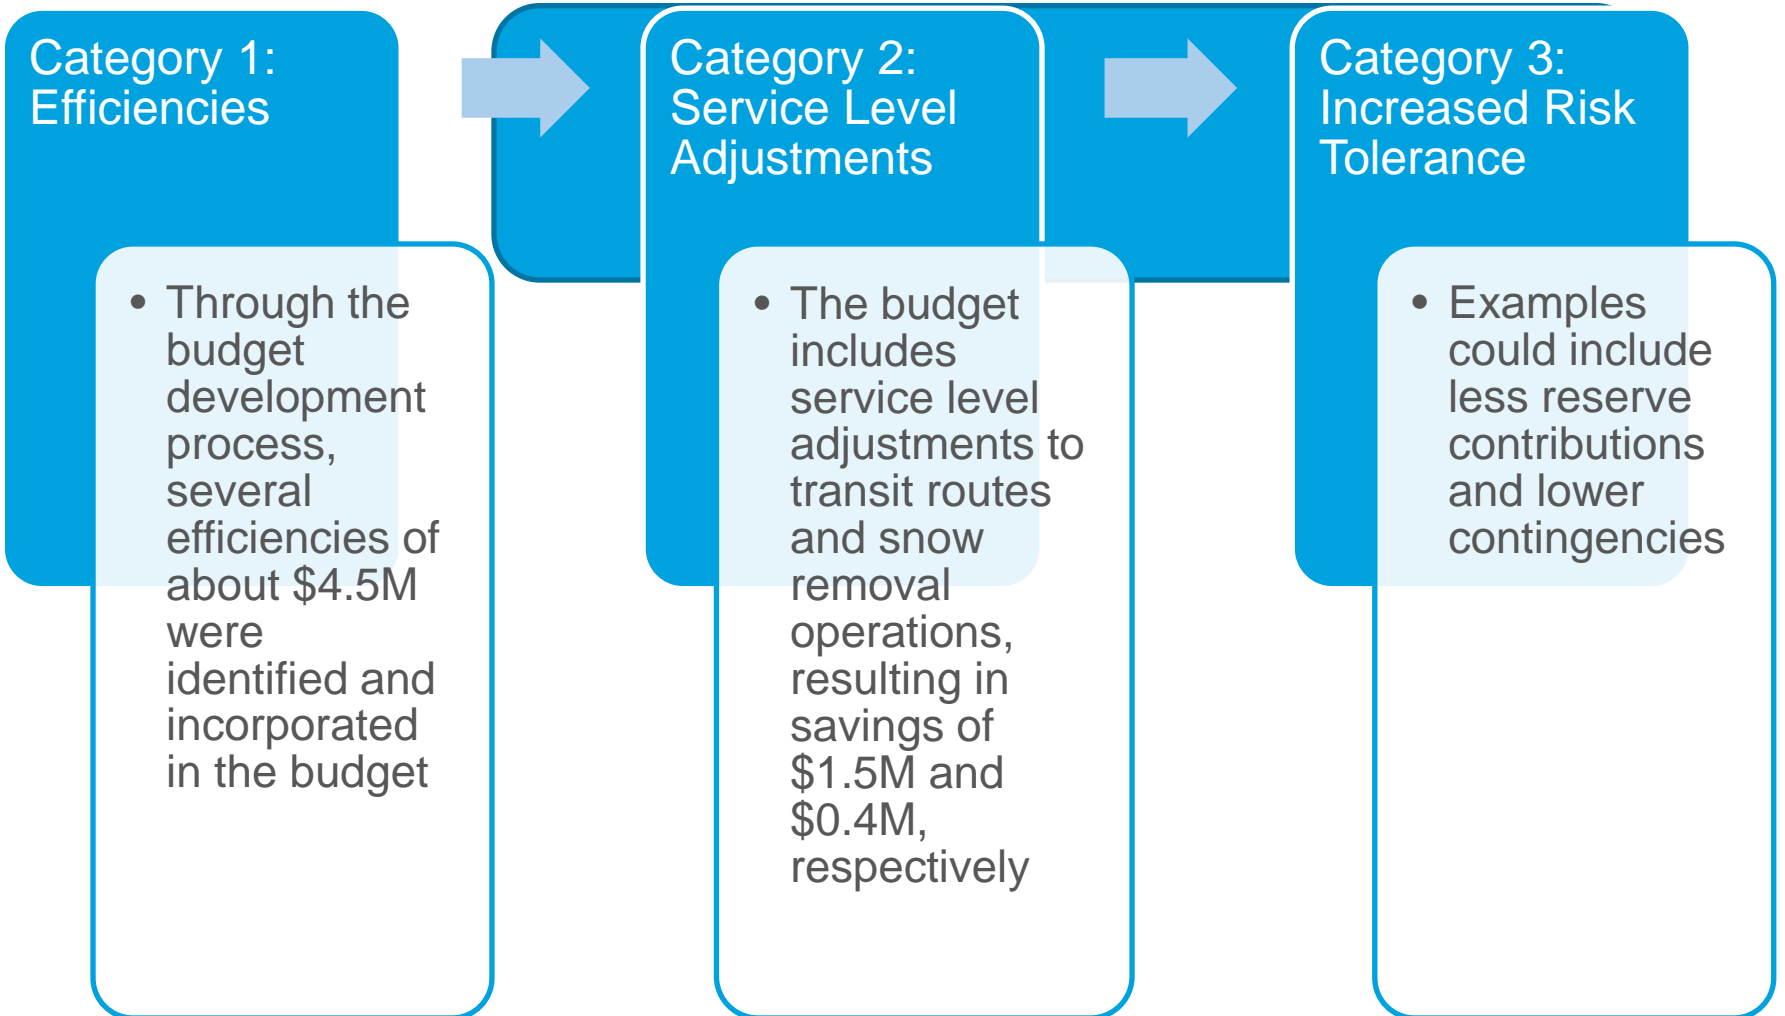 Category 1:
Efficiencies
• Through the
budget
development
process,
several
efficiencies of
about $4.5M
were
identified and
incorporated
in the budget
Category 2:
Service Level
Adjustments
• The budget
includes
service level
adjustments to
transit routes
and snow
removal
operations,
resulting in
savings of
$1.5M and
$0.4M,
respectively
Category 3:
Increased Risk
Tolerance
• Examples
could include
less reserve
contributions
and lower
contingencies